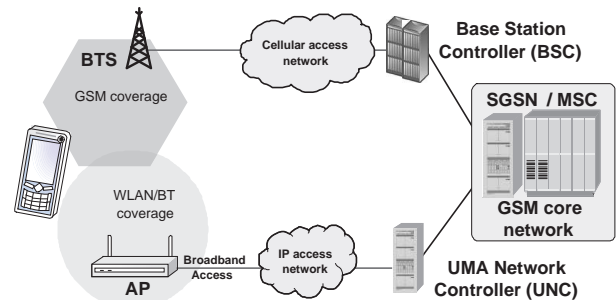 BTS
GSM coverage
Cellular access
network
Base Station
Controller (BSC)
SGSN / MSC
GSM core
network
WLAN/BT
coverage
AP
Broadband
Access
IP access
network
UMA Network
Controller (UNC)